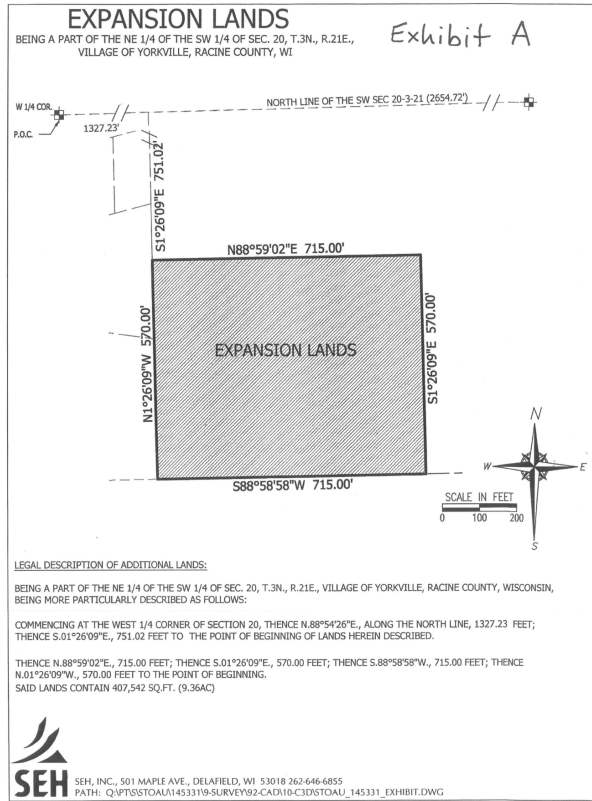 EXPANSION LANDS
BEING A PART OF THE NE 1/4 OF THE SW 1/4 OF SEC. 20, T.3N., R.21E.,
VILLAGE OF YORKVILLE, RACINE COUNTY, WI
Exhibit A
W 1/4 COR.
P.O.C.
1327.23'
NORTH LINE OF THE SW SEC 20-3-21 (2654.72')
S1°26'09"E 751.02'
N88°59'02"E 715.00'
N1°26'09"W 570.00'
EXPANSION LANDS
S1°26'09"E 570.00'
S88°58'58"W 715.00'
N
W
E
S
SCALE IN FEET
0 100 200
LEGAL DESCRIPTION OF ADDITIONAL LANDS:
BEING A PART OF THE NE 1/4 OF THE SW 1/4 OF SEC. 20, T.3N., R.21E., VILLAGE OF YORKVILLE, RACINE COUNTY, WISCONSIN,
BEING MORE PARTICULARLY DESCRIBED AS FOLLOWS:
COMMENCING AT THE WEST 1/4 CORNER OF SECTION 20, THENCE N.88°54'26"E., ALONG THE NORTH LINE, 1327.23 FEET;
THENCE S.01°26'09"E., 751.02 FEET TO THE POINT OF BEGINNING OF LANDS HEREIN DESCRIBED.
THENCE N.88°59'02"E., 715.00 FEET; THENCE S.01°26'09"E., 570.00 FEET; THENCE S.88°58'58"W., 715.00 FEET; THENCE
N.01°26'09"W., 570.00 FEET TO THE POINT OF BEGINNING.
SAID LANDS CONTAIN 407,542 SQ.FT. (9.36AC)
SEH
SEH, INC., 501 MAPLE AVE., DELAFIELD, WI 53018 262-646-6855
PATH: Q:\PT\S\STOAU\145331\9-SURVEY\92-CAD\10-C3D\STOAU_145331_EXHIBIT.DWG